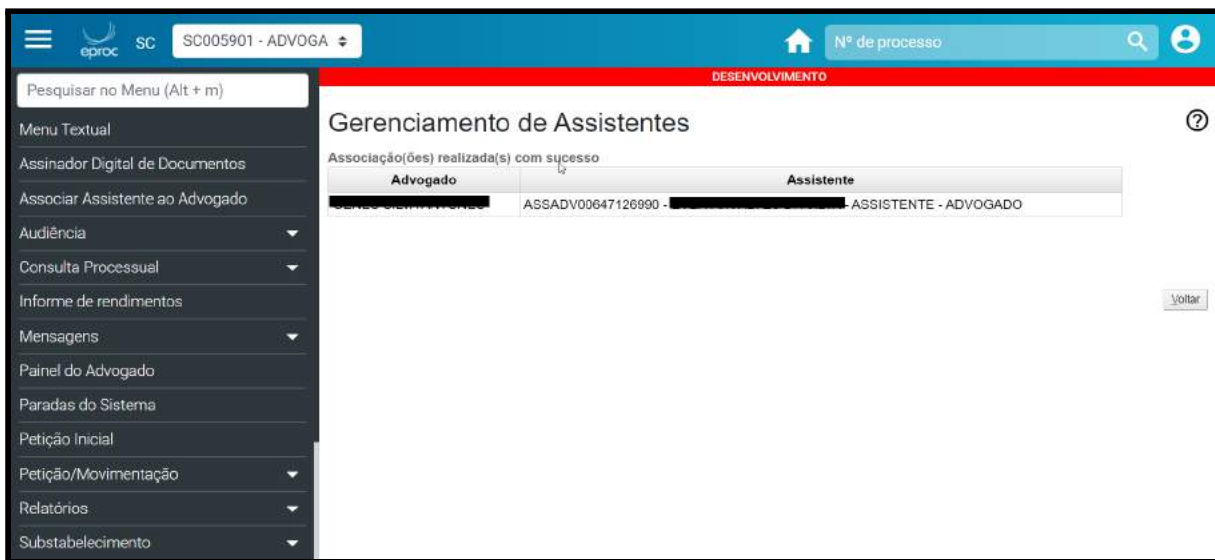 eproc SC SC005901 - ADVOGA Nº de processo
DESENVOLVIMENTO
Pesquisar no Menu (Alt + m)
Menu Textual
Assinador Digital de Documentos
Associar Assistente ao Advogado
Audiência
Consulta Processual
Informe de rendimentos
Mensagens
Painel do Advogado
Paradas do Sistema
Petição Inicial
Petição/Movimentação
Relatórios
Substabelecimento
Gerenciamento de Assistentes
Associação(ões) realizada(s) com sucesso
Advogado Assistente
ASSADV00647126990 - - ASSISTENTE - ADVOGADO
Voltar